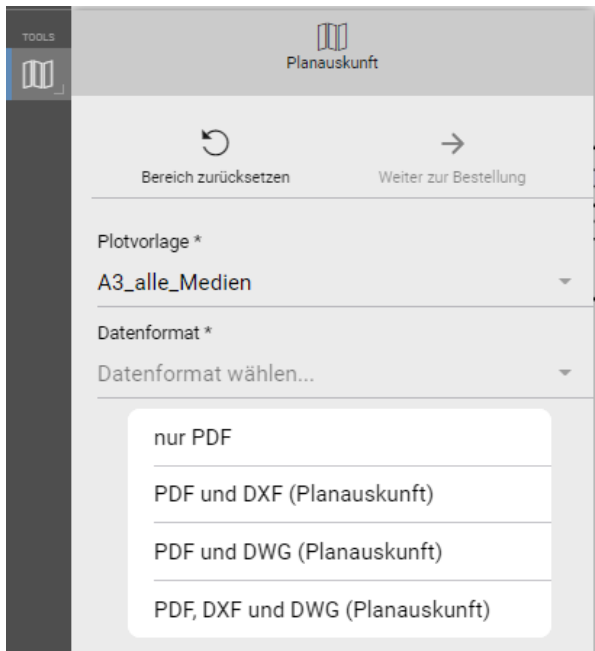 TOOLS
Planauskunft
Bereich zurücksetzen
Weiter zur Bestellung
Plotvorlage *
A3_alle_Medien
Datenformat *
Datenformat wählen...
nur PDF
PDF und DXF (Planauskunft)
PDF und DWG (Planauskunft)
PDF, DXF und DWG (Planauskunft)